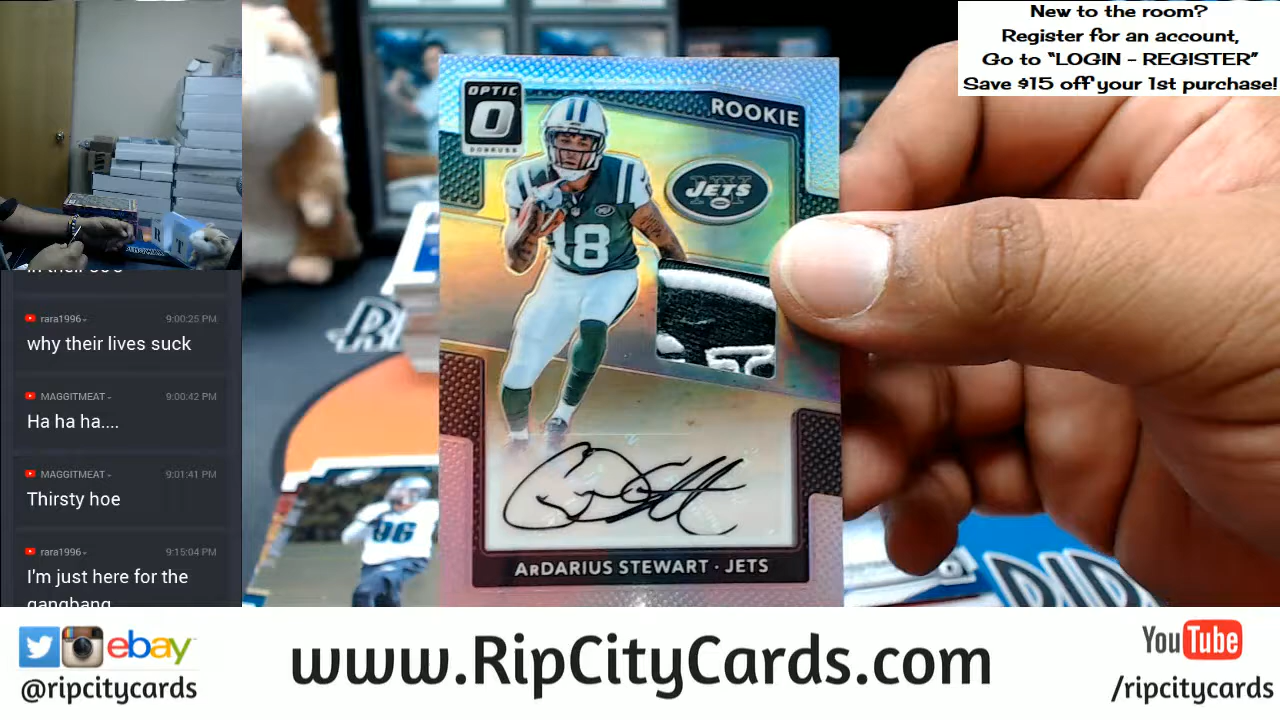 New to the room?
Register for an account,
Go to "LOGIN - REGISTER"
Save $15 off your 1st purchase!
rara1996
9:00:25 PM
why their lives suck
MAGGITMEAT
9:00:42 PM
Ha ha ha....
MAGGITMEAT
9:01:41 PM
Thirsty hoe
rara1996
9:15:04 PM
I'm just here for the
gangbang
OPTIC
DONRUSS
ROOKIE
NY
JETS
18
96
ARDARIUS STEWART · JETS
ebay
@ripcitycards
www.RipCityCards.com
YouTube
/ripcitycards